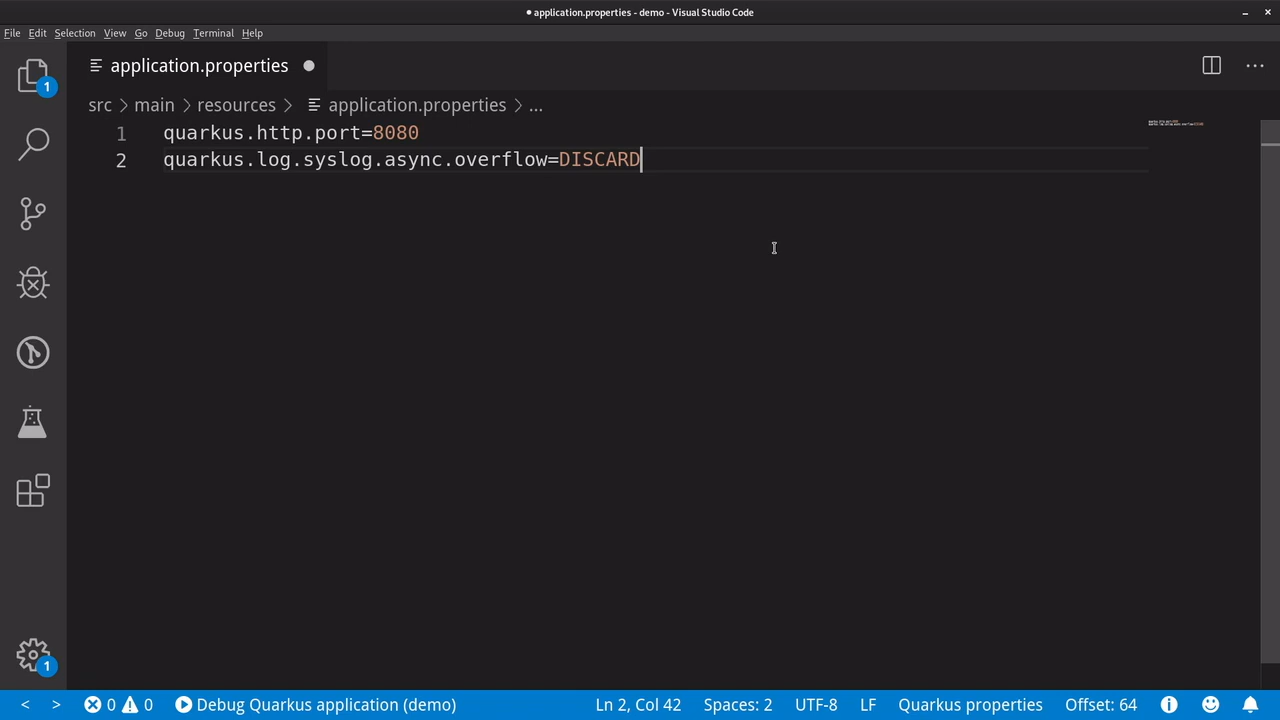 application.properties - demo - Visual Studio Code
File Edit Selection View Go Debug Terminal Help
1 application.properties
src > main > resources > application.properties > ...
1 quarkus.http.port=8080
2 quarkus.log.syslog.async.overflow=DISCARD
1
< > 0 0 Debug Quarkus application (demo) Ln 2, Col 42 Spaces: 2 UTF-8 LF Quarkus properties Offset: 64